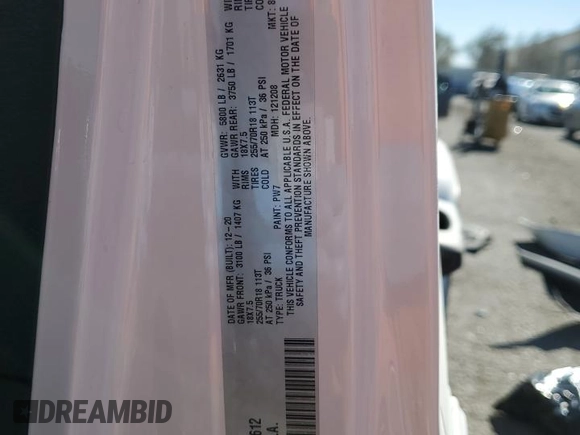 DATE OF MFR (BUILT): 12-20
GVWR: 5800 LB / 2631 KG
GAWR FRONT: 3100 LB / 1407 KG
WITH
GAWR REAR: 3750 LB / 1701 KG
18X7.5
RIMS
18X7.5
255/70R18 113T
TIRES
255/70R18 113T
AT 250 kPa / 36 PSI
COLD
AT 250 kPa / 36 PSI
TYPE: TRUCK
PAINT: PW7
MDH: 121208
MKT: 8
THIS VEHICLE CONFORMS TO ALL APPLICABLE U.S.A. FEDERAL MOTOR VEHICLE
SAFETY AND THEFT PREVENTION STANDARDS IN EFFECT ON THE DATE OF
MANUFACTURE SHOWN ABOVE.
612
.A.
DREAMBID